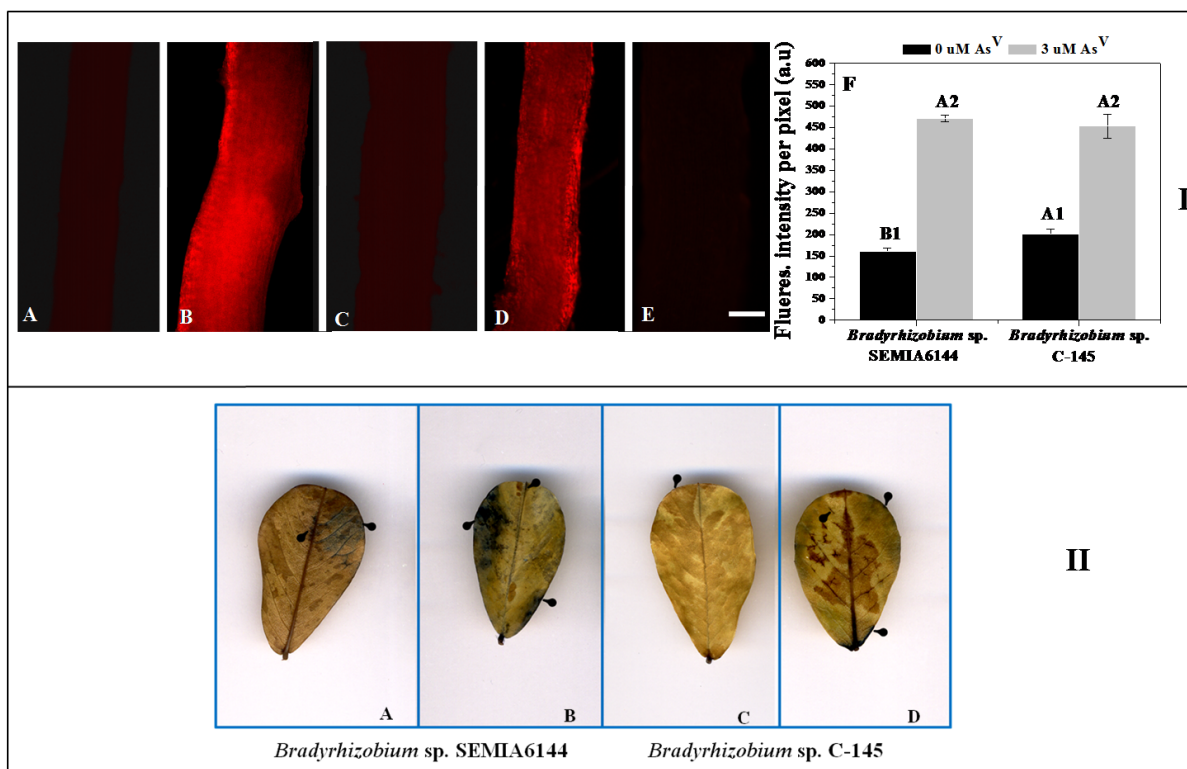 0 uM As^V 3 uM As^V
Flueres. intensity per pixel (a.u)
600
550
500
450
400
350
300
250
200
150
100
50
0
F
B1
A2
A1
A2
Bradyrhizobium sp.
SEMIA6144
Bradyrhizobium sp.
C-145
A
B
C
D
E
I
A
B
C
D
II
Bradyrhizobium sp. SEMIA6144
Bradyrhizobium sp. C-145